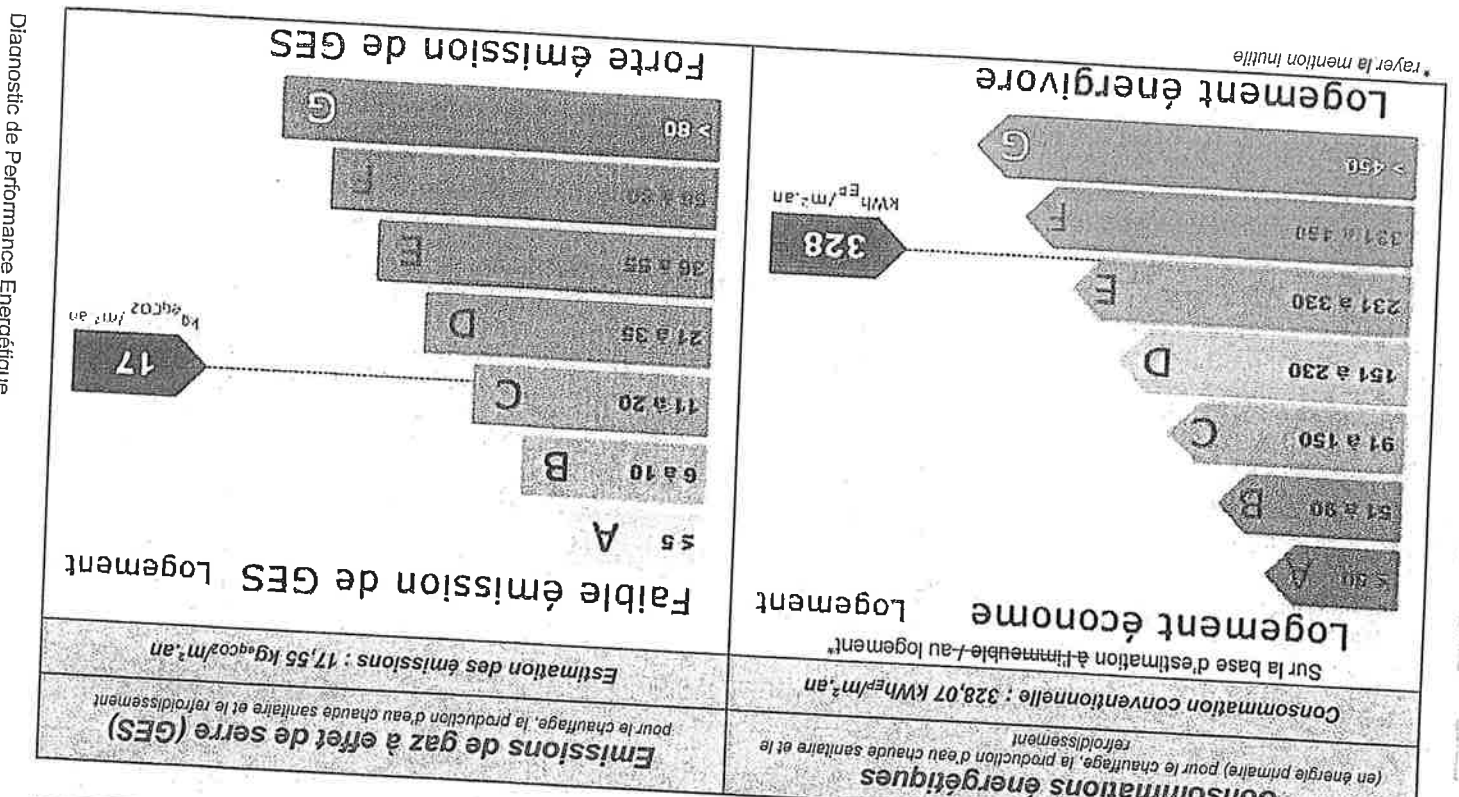 Consommations énergétiques
(en énergie primaire) pour le chauffage, la production d'eau chaude sanitaire et le
refroidissement
Consommation conventionnelle : 328,07 kWhEP/m².an
Sur la base d'estimation à l'immeuble / au logement*
Logement économe Logement
≤ 50 A
51 à 90 B
91 à 150 C
151 à 230 D
231 à 330 E
331 à 450 F
> 450 G
328
kWhEP/m².an
Logement énergivore
*rayer la mention inutile
Emissions de gaz à effet de serre (GES)
pour le chauffage, la production d'eau chaude sanitaire et le refroidissement
Estimation des émissions : 17,55 kgeqCO2/m².an
Faible émission de GES Logement
≤ 5 A
6 à 10 B
11 à 20 C
21 à 35 D
36 à 55 E
56 à 80 F
> 80 G
17
kgeqCO2/m².an
Forte émission de GES
Diagnostic de Performance Energétique